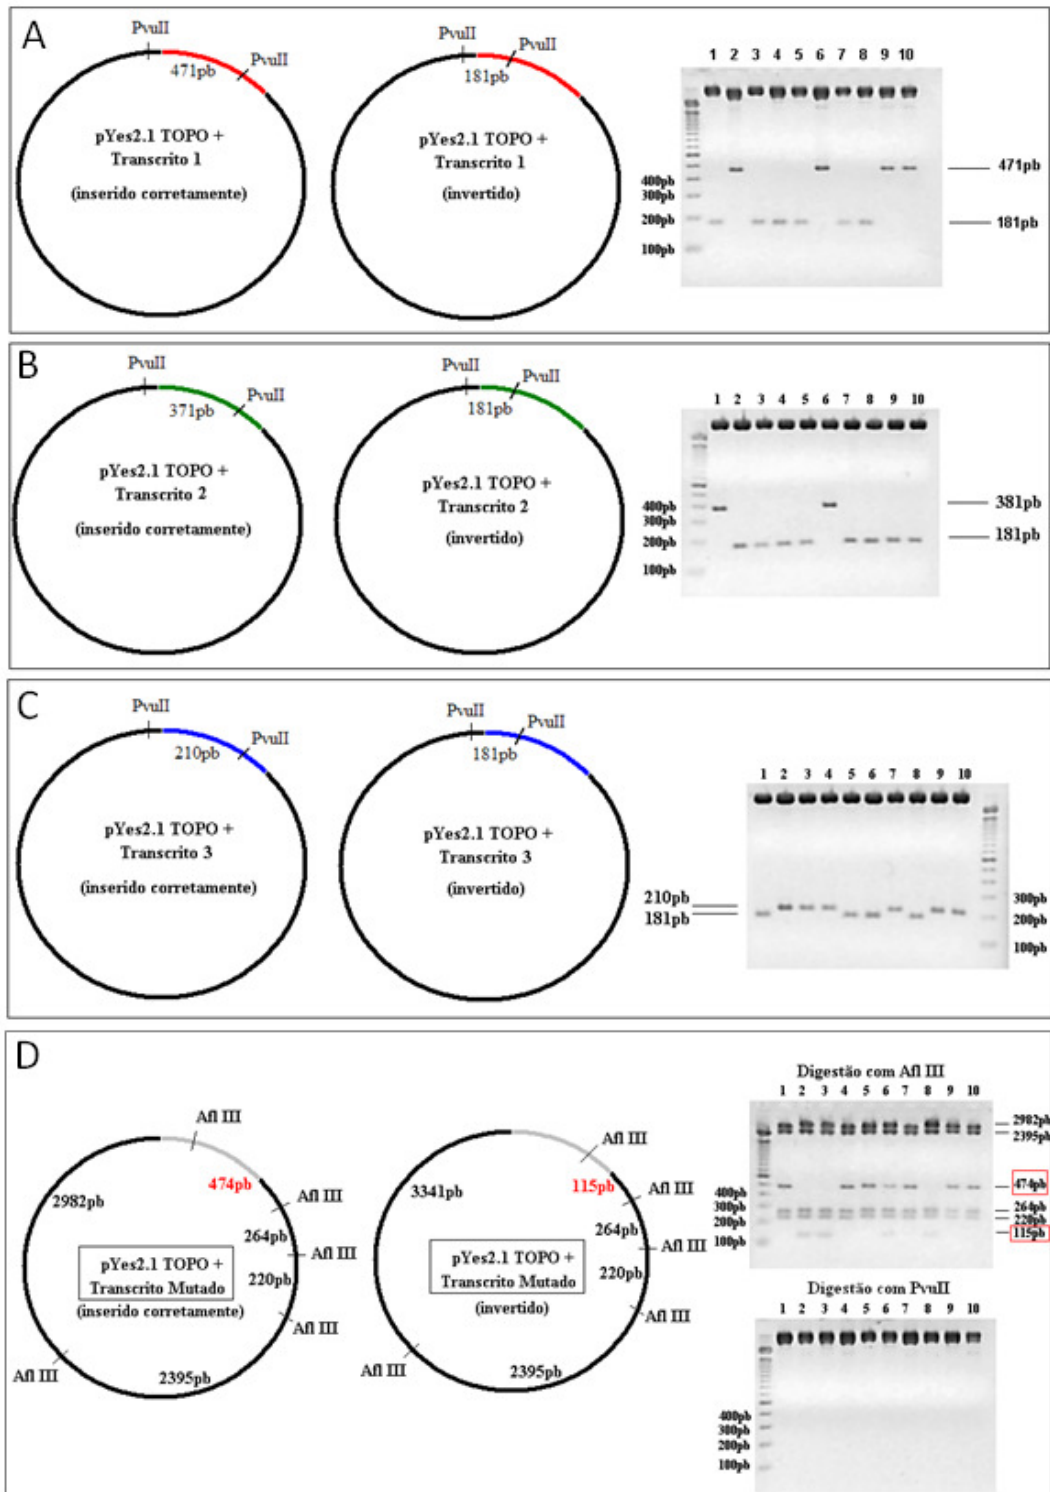 A
PvuII
PvuII
471pb
pYes2.1 TOPO +
Transcrito 1
(inserido corretamente)
PvuII
PvuII
181pb
pYes2.1 TOPO +
Transcrito 1
(invertido)
1 2 3 4 5 6 7 8 9 10
400pb
300pb
200pb
100pb
471pb
181pb
B
PvuII
PvuII
371pb
pYes2.1 TOPO +
Transcrito 2
(inserido corretamente)
PvuII
PvuII
181pb
pYes2.1 TOPO +
Transcrito 2
(invertido)
1 2 3 4 5 6 7 8 9 10
400pb
300pb
200pb
100pb
381pb
181pb
C
PvuII
PvuII
210pb
pYes2.1 TOPO +
Transcrito 3
(inserido corretamente)
PvuII
PvuII
181pb
pYes2.1 TOPO +
Transcrito 3
(invertido)
1 2 3 4 5 6 7 8 9 10
210pb
181pb
300pb
200pb
100pb
D
Afl III
2982pb
474pb
Afl III
264pb
Afl III
220pb
pYes2.1 TOPO +
Transcrito Mutado
(inserido corretamente)
Afl III
Afl III
2395pb
Afl III
3341pb
115pb
Afl III
264pb
Afl III
220pb
pYes2.1 TOPO +
Transcrito Mutado
(invertido)
Afl III
Afl III
2395pb
Digestão com Afl III
1 2 3 4 5 6 7 8 9 10
400pb
300pb
200pb
100pb
2982pb
2395pb
474pb
264pb
220pb
115pb
Digestão com PvuII
1 2 3 4 5 6 7 8 9 10
400pb
300pb
200pb
100pb